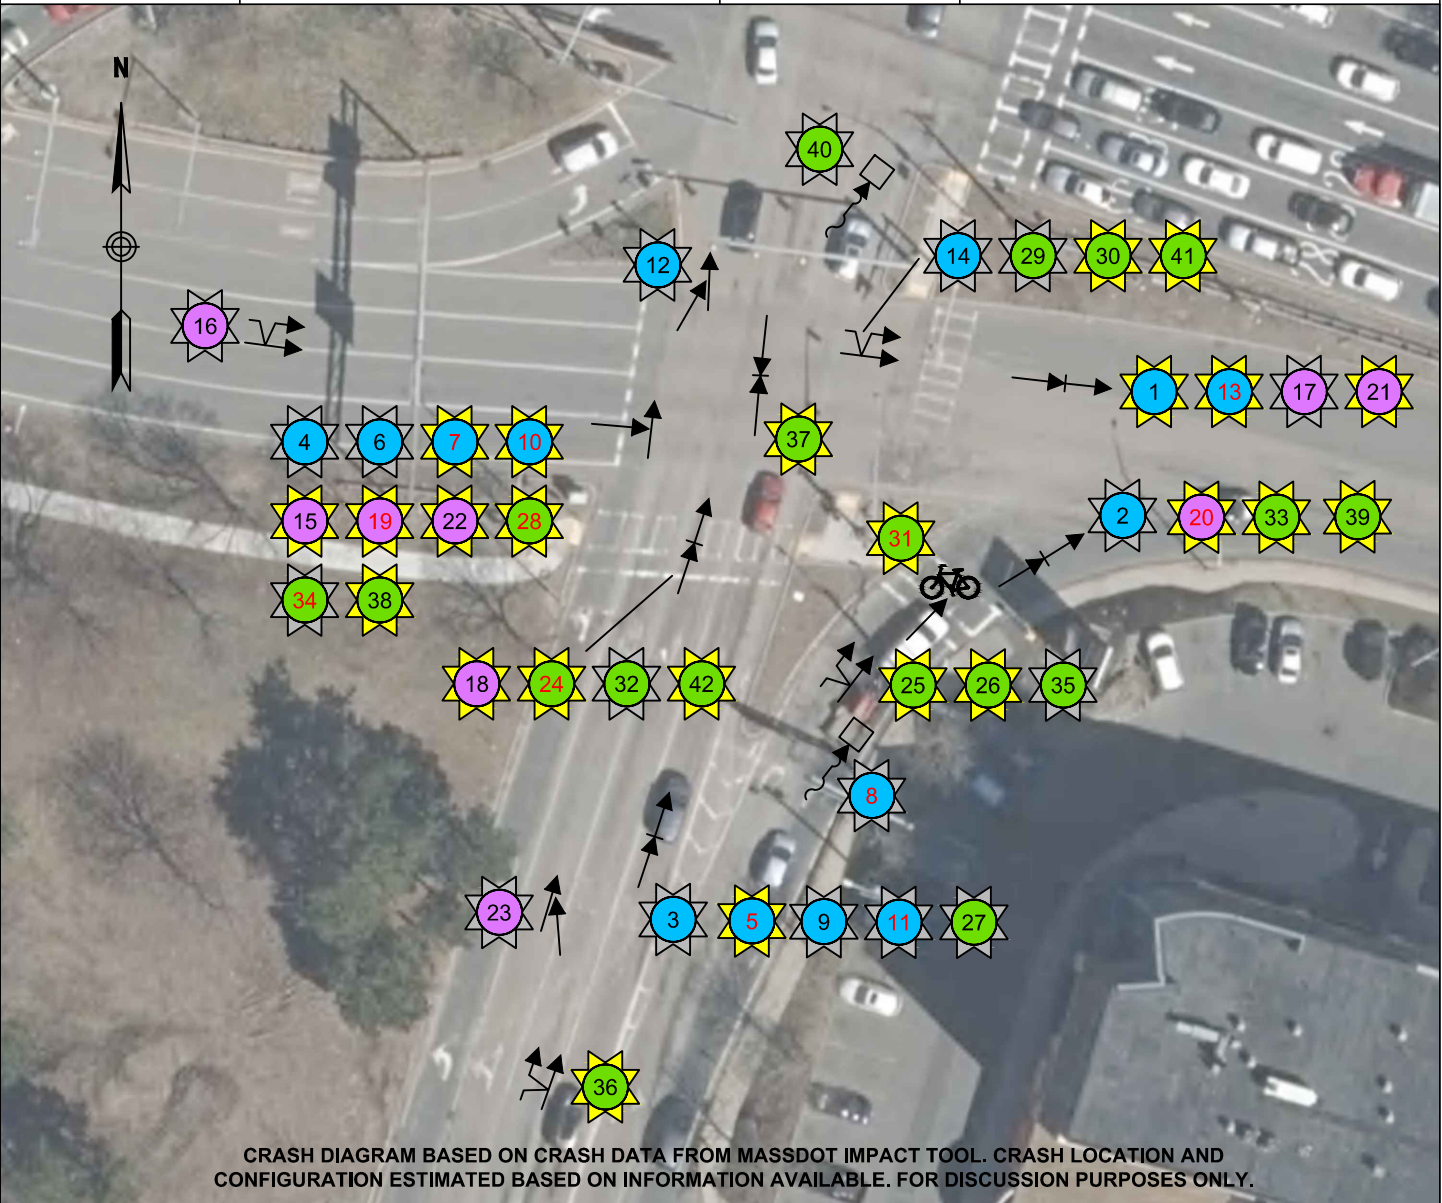 N
40
12
14 29 30 41
16
1 13 17 21
4 6 7 10
37
2 20 33 39
15 19 22 28
31
34 38
18 24 32 42
25 26 35
8
23
3 5 9 11 27
36
CRASH DIAGRAM BASED ON CRASH DATA FROM MASSDOT IMPACT TOOL. CRASH LOCATION AND
CONFIGURATION ESTIMATED BASED ON INFORMATION AVAILABLE. FOR DISCUSSION PURPOSES ONLY.